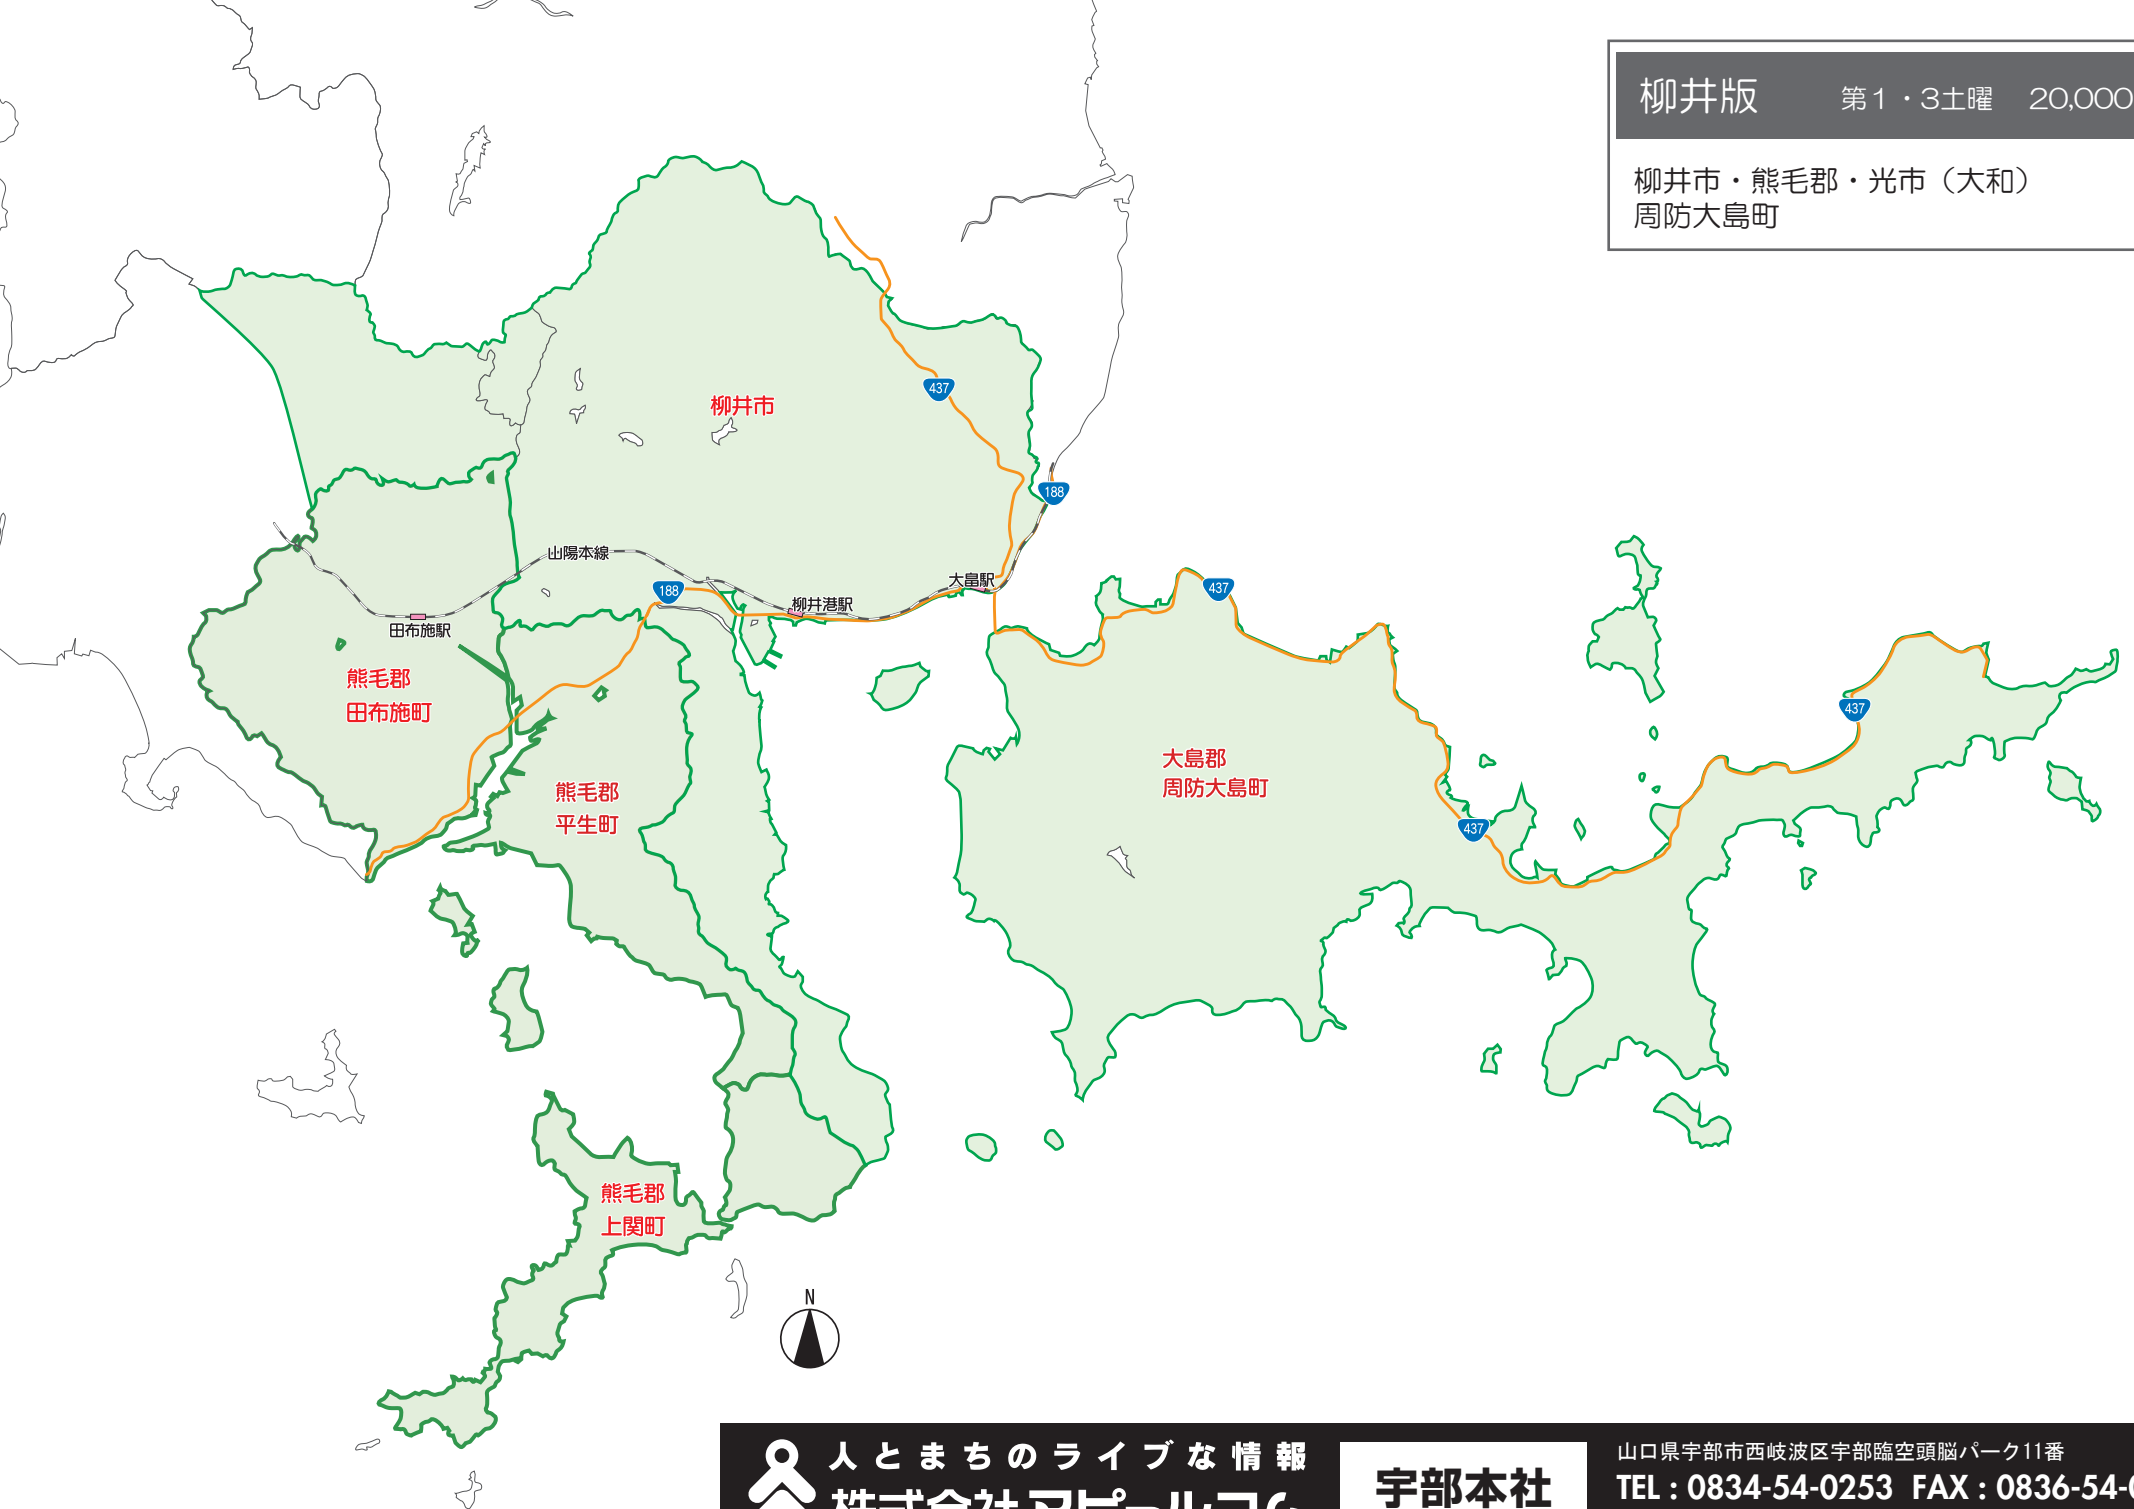 柳井版　第1・3土曜　20,000
柳井市・熊毛郡・光市（大和）
周防大島町
437
柳井市
188
山陽本線
大畠駅
188
柳井港駅
437
田布施駅
熊毛郡
田布施町
437
大島郡
周防大島町
熊毛郡
平生町
437
熊毛郡
上関町
N
人とまちのライブな情報
宇部本社
山口県宇部市西岐波区宇部臨空頭脳パーク11番
TEL : 0834-54-0253 FAX : 0836-54-